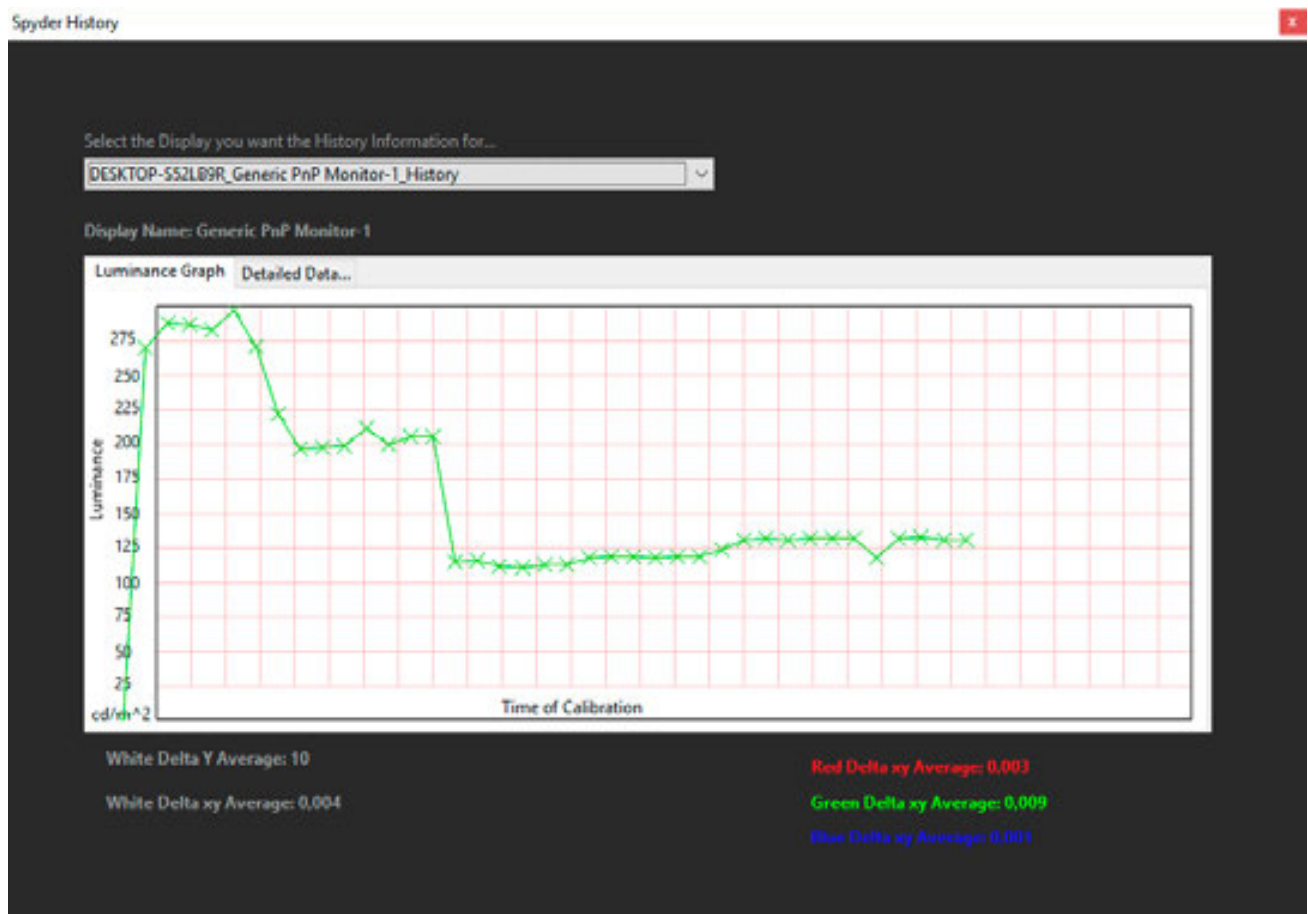 Spyder History
x
Select the Display you want the History Information for...
DESKTOP-S52LB9R_Generic PnP Monitor-1_History
Display Name: Generic PnP Monitor-1
Luminance Graph Detailed Data...
275
250
225
200
175
150
125
100
75
50
25
cd/m^2
Luminance
Time of Calibration
White Delta Y Average: 10
White Delta xy Average: 0,004
Red Delta xy Average: 0,003
Green Delta xy Average: 0,009
Blue Delta xy Average: 0,001